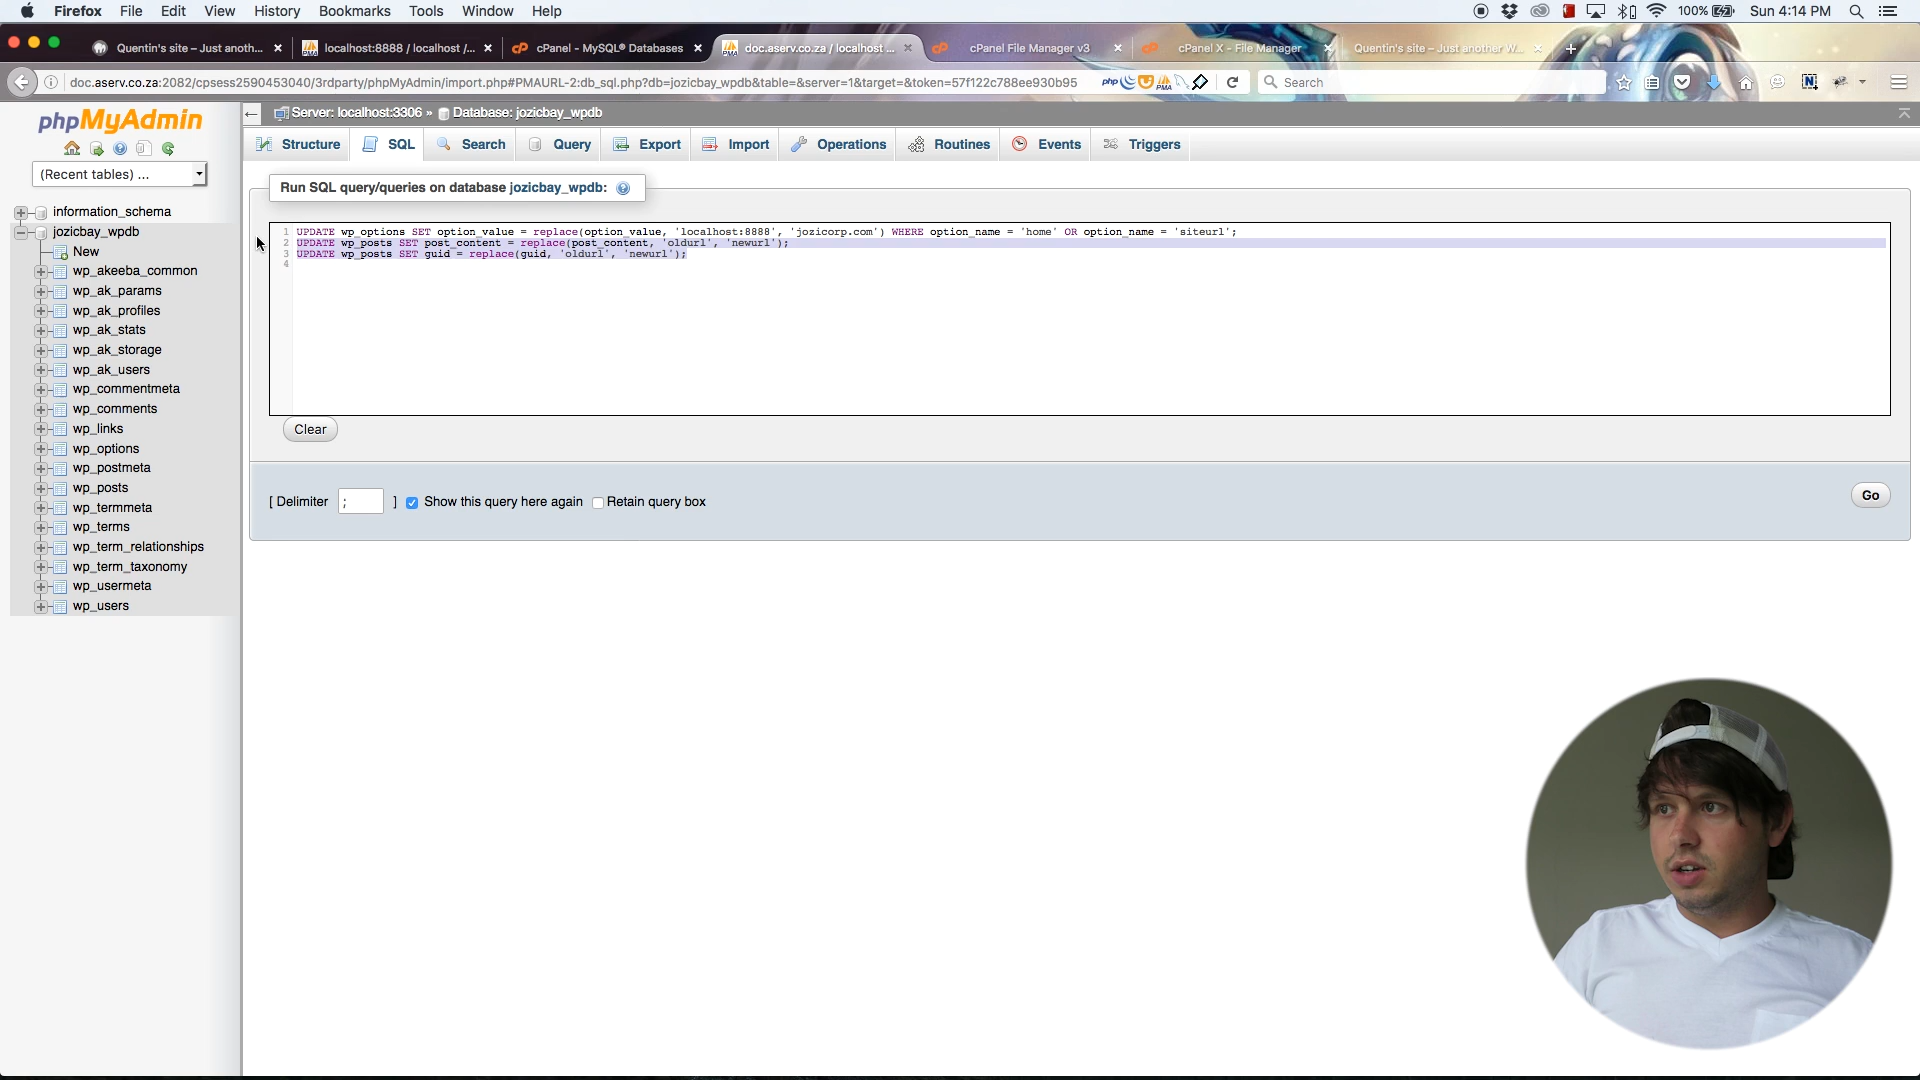 Firefox File Edit View History Bookmarks Tools Window Help 100% Sun 4:14 PM
Quentin's site – Just anoth... localhost:8888 / localhost /... cPanel - MySQL® Databases doc.aserv.co.za / localhost ... cPanel File Manager v3 cPanel X - File Manager Quentin's site – Just another W...
doc.aserv.co.za:2082/cpsess2590453040/3rdparty/phpMyAdmin/import.php#PMAURL-2:db_sql.php?db=jozicbay_wpdb&table=&server=1&target=&token=57f122c788ee930b95 php PMA Search
phpMyAdmin
(Recent tables) ...
information_schema
jozicbay_wpdb
New
wp_akeeba_common
wp_ak_params
wp_ak_profiles
wp_ak_stats
wp_ak_storage
wp_ak_users
wp_commentmeta
wp_comments
wp_links
wp_options
wp_postmeta
wp_posts
wp_termmeta
wp_terms
wp_term_relationships
wp_term_taxonomy
wp_usermeta
wp_users
Server: localhost:3306 » Database: jozicbay_wpdb
Structure SQL Search Query Export Import Operations Routines Events Triggers
Run SQL query/queries on database jozicbay_wpdb:
1 UPDATE wp_options SET option_value = replace(option_value, 'localhost:8888', 'jozicorp.com') WHERE option_name = 'home' OR option_name = 'siteurl';
2 UPDATE wp_posts SET post_content = replace(post_content, 'oldurl', 'newurl');
3 UPDATE wp_posts SET guid = replace(guid, 'oldurl', 'newurl');
4
Clear
[ Delimiter ; ] Show this query here again Retain query box
Go